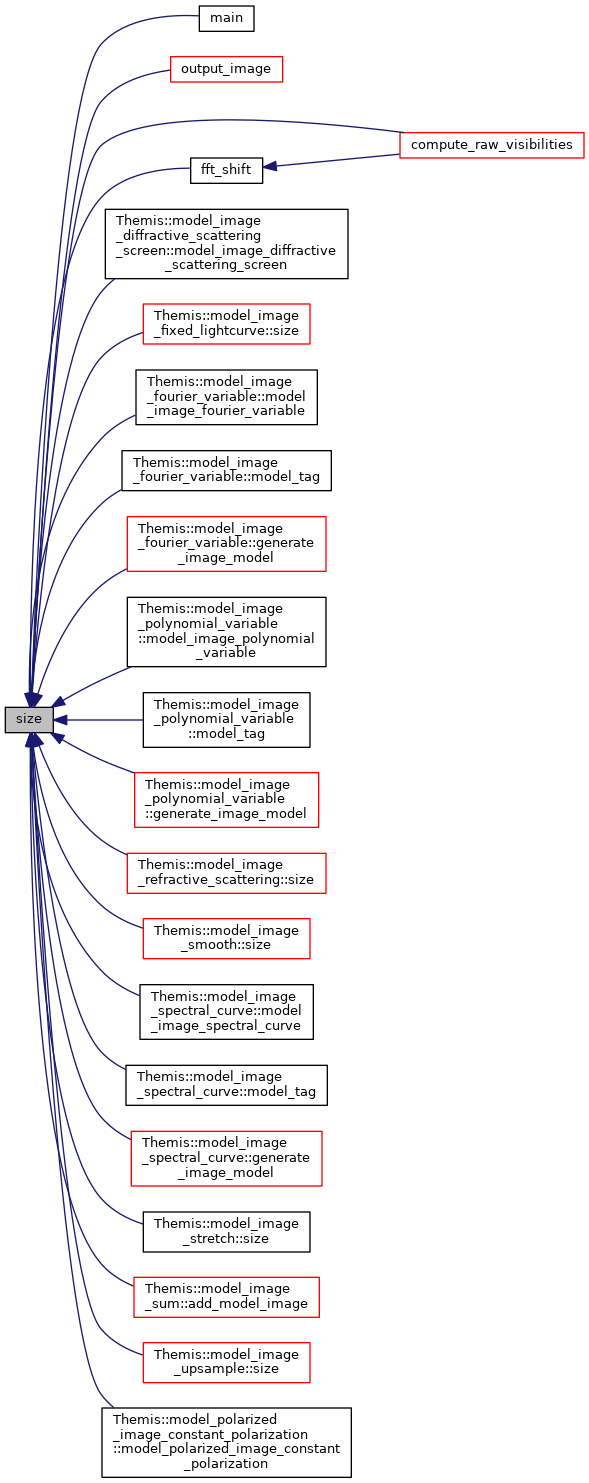 main
output_image
compute_raw_visibilities
fft_shift
Themis::model_image
_diffractive_scattering
_screen::model_image_diffractive
_scattering_screen
Themis::model_image
_fixed_lightcurve::size
Themis::model_image
_fourier_variable::model
_image_fourier_variable
Themis::model_image
_fourier_variable::model_tag
Themis::model_image
_fourier_variable::generate
_image_model
Themis::model_image
_polynomial_variable
::model_image_polynomial
_variable
size
Themis::model_image
_polynomial_variable
::model_tag
Themis::model_image
_polynomial_variable
::generate_image_model
Themis::model_image
_refractive_scattering::size
Themis::model_image
_smooth::size
Themis::model_image
_spectral_curve::model
_image_spectral_curve
Themis::model_image
_spectral_curve::model_tag
Themis::model_image
_spectral_curve::generate
_image_model
Themis::model_image
_stretch::size
Themis::model_image
_sum::add_model_image
Themis::model_image
_upsample::size
Themis::model_polarized
_image_constant_polarization
::model_polarized_image_constant
_polarization